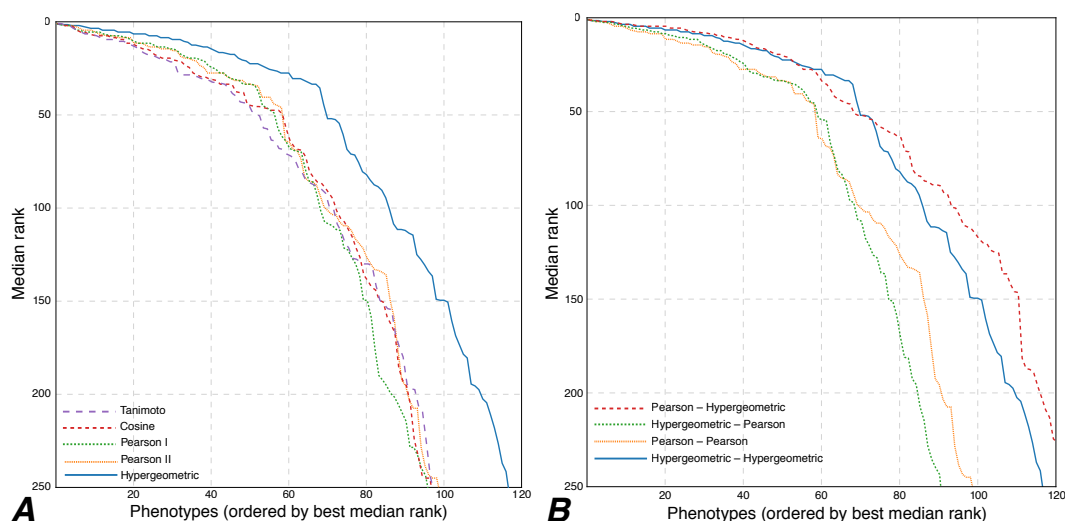 0
50
100
150
200
250
Median rank
Tanimoto
Cosine
Pearson I
Pearson II
Hypergeometric
0 20 40 60 80 100 120
Phenotypes (ordered by best median rank)
A
0
50
100
150
200
250
Median rank
Pearson – Hypergeometric
Hypergeometric – Pearson
Pearson – Pearson
Hypergeometric – Hypergeometric
0 20 40 60 80 100 120
Phenotypes (ordered by best median rank)
B